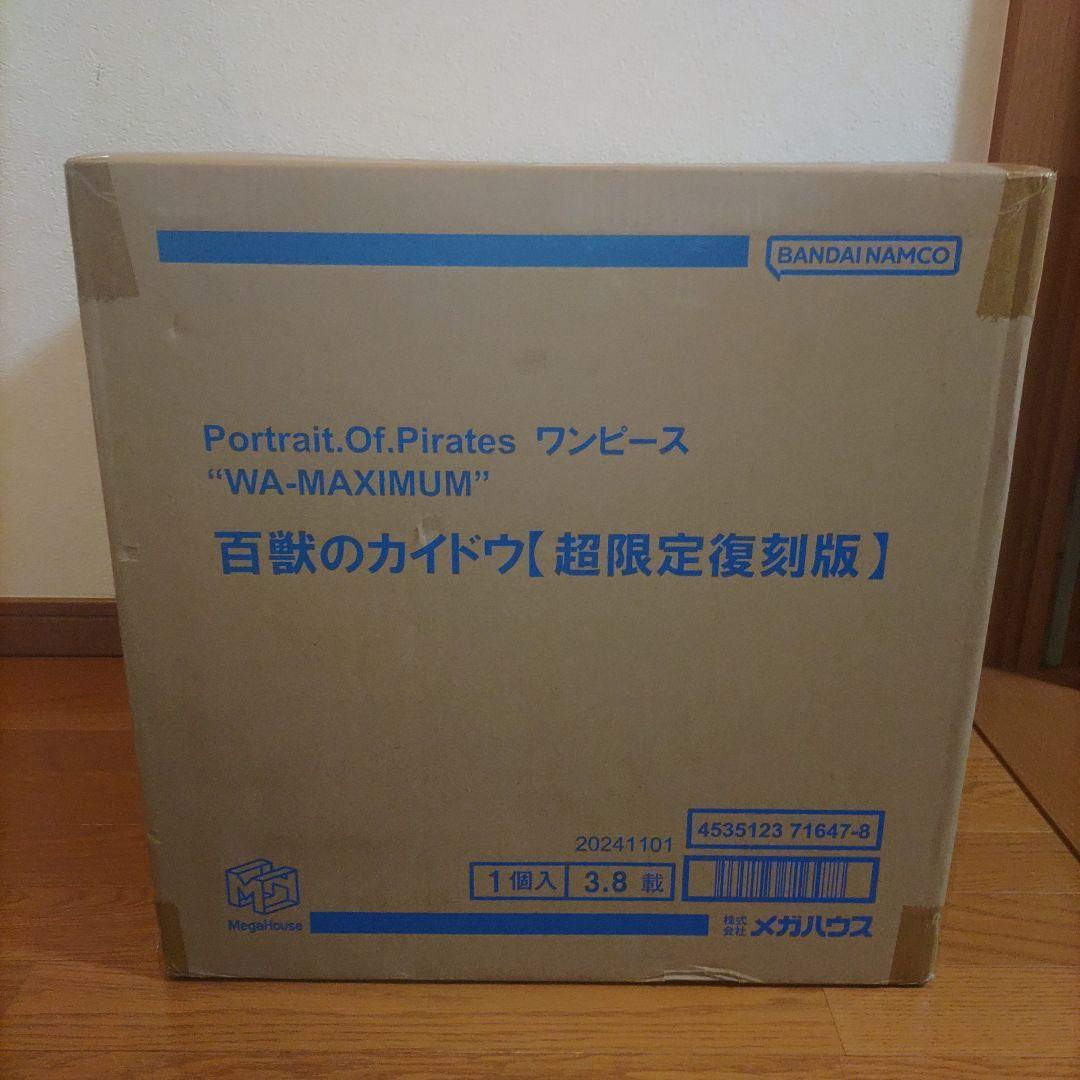 BANDAI NAMCO
Portrait.Of.Pirates ワンピース
“WA-MAXIMUM”
百獣のカイドウ【超限定復刻版】
20241101
4535123 71647-8
1個入 3.8 載
MegaHouse
株式会社 メガハウス